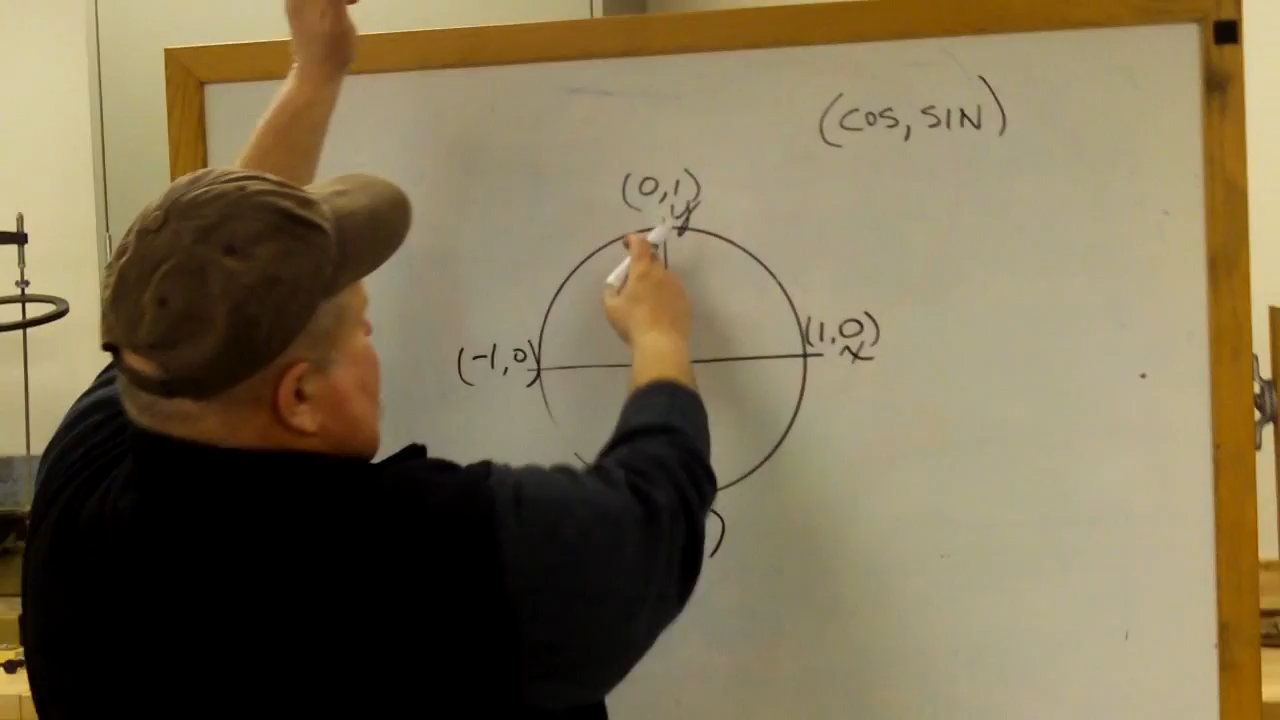 (COS, SIN)
(0,1)
y
(-1,0)
(1,0)
x
)